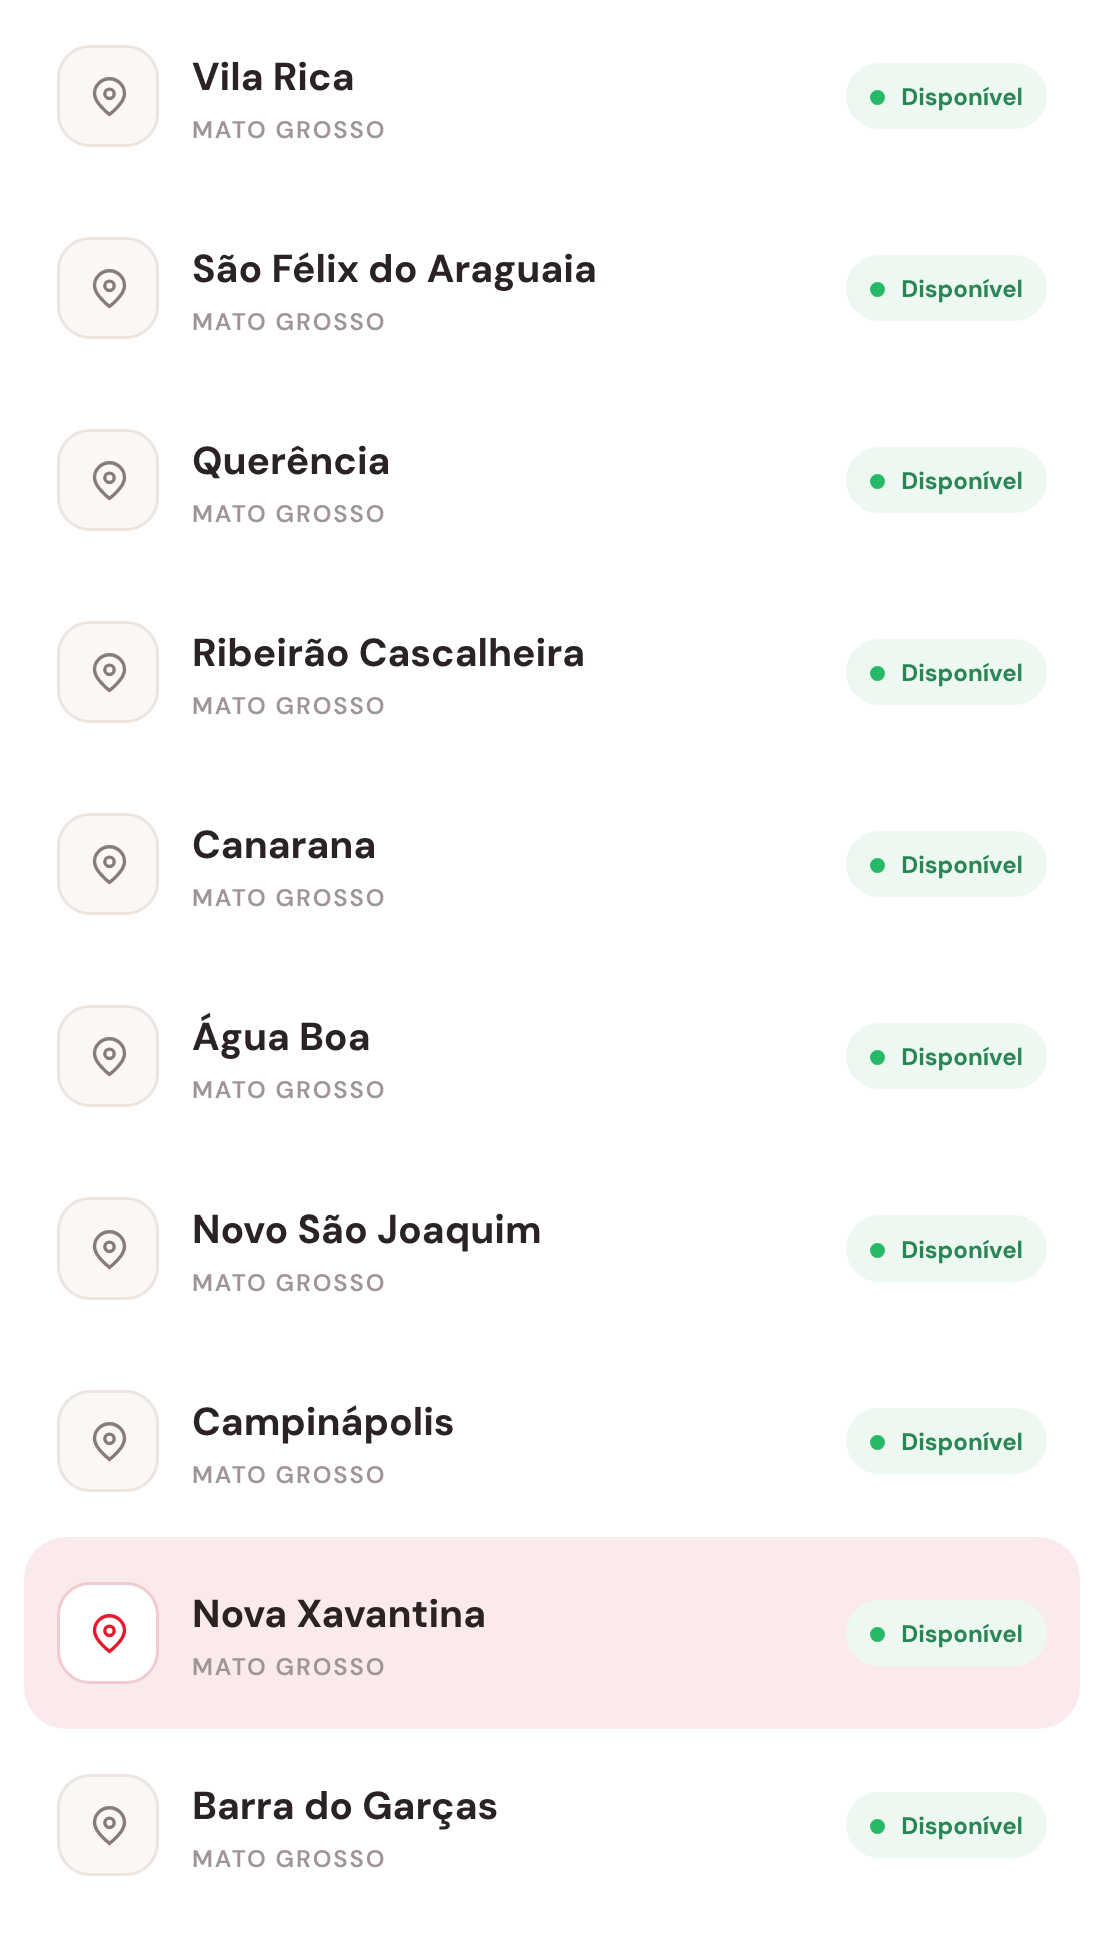 Vila Rica
MATO GROSSO
Disponível
São Félix do Araguaia
MATO GROSSO
Disponível
Querência
MATO GROSSO
Disponível
Ribeirão Cascalheira
MATO GROSSO
Disponível
Canarana
MATO GROSSO
Disponível
Água Boa
MATO GROSSO
Disponível
Novo São Joaquim
MATO GROSSO
Disponível
Campinápolis
MATO GROSSO
Disponível
Nova Xavantina
MATO GROSSO
Disponível
Barra do Garças
MATO GROSSO
Disponível